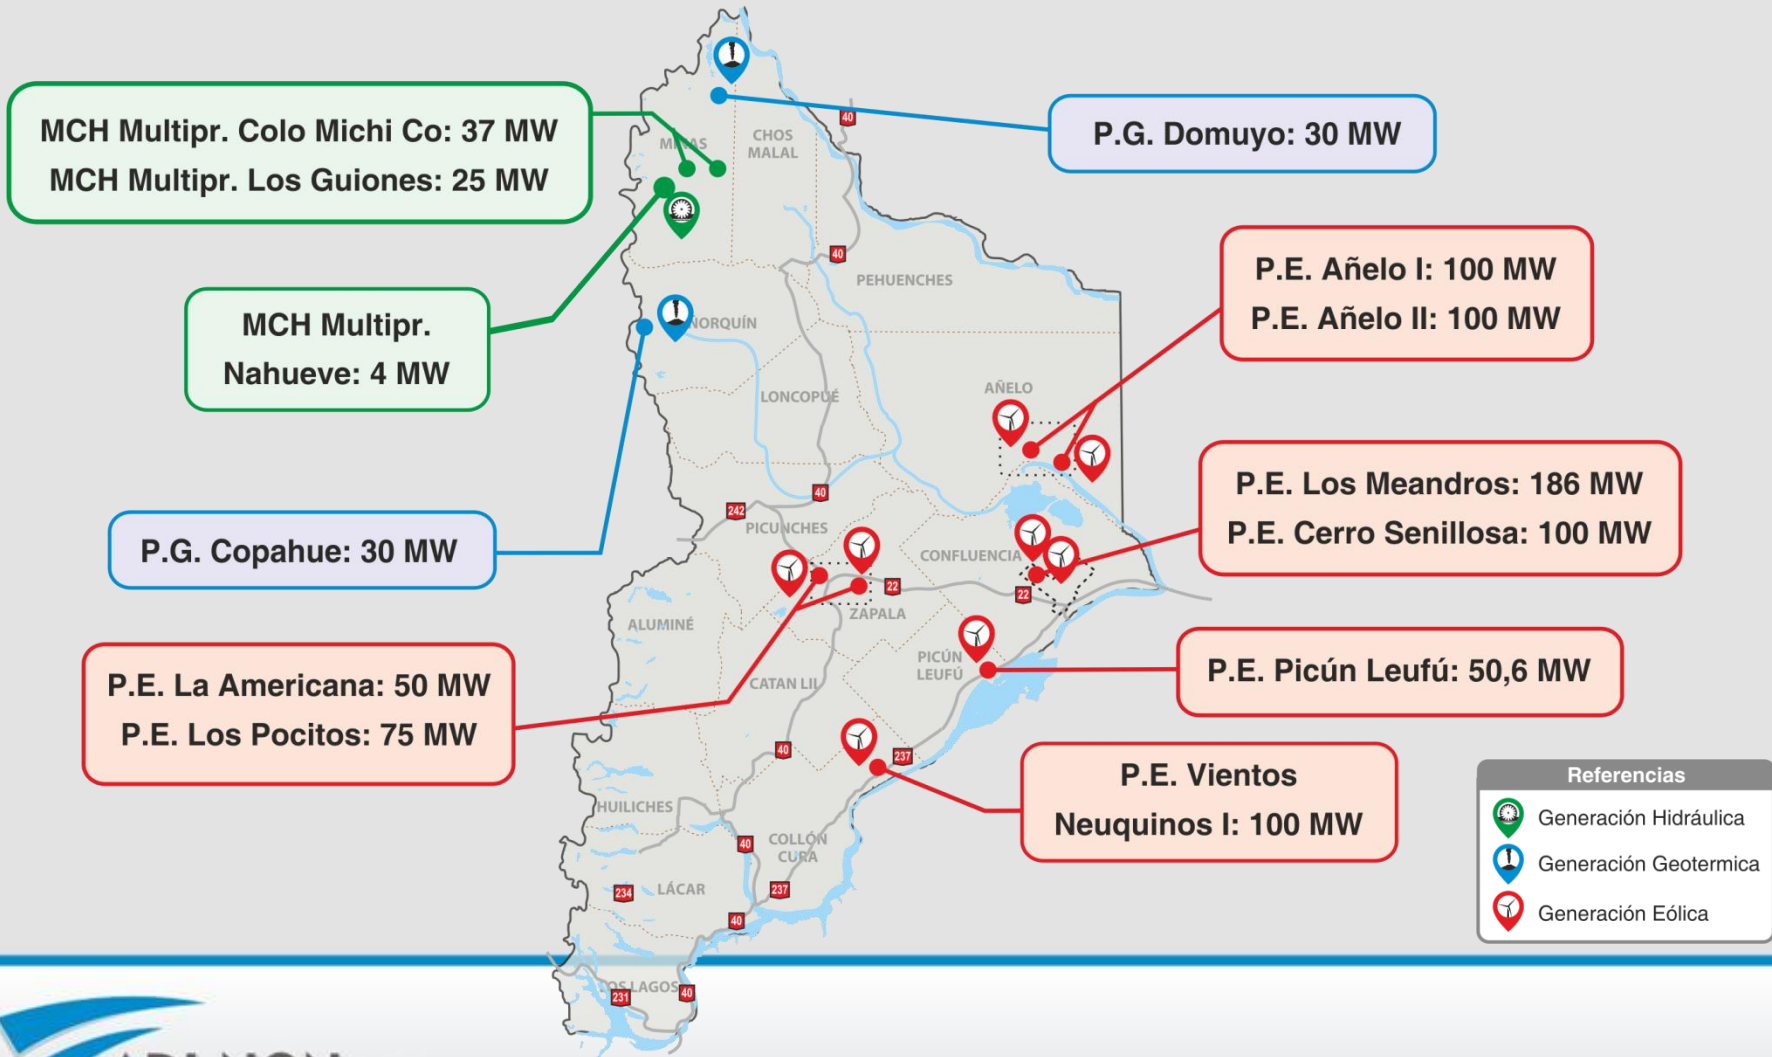 MCH Multipr. Colo Michi Co: 37 MW
MCH Multipr. Los Guiones: 25 MW
P.G. Domuyo: 30 MW
40
MINAS
CHOS
MALAL
P.E. Añelo I: 100 MW
P.E. Añelo II: 100 MW
40
PEHUENCHES
MCH Multipr.
Nahueve: 4 MW
NORQUÍN
LONCOPUÉ
AÑELO
P.E. Los Meandros: 186 MW
P.E. Cerro Senillosa: 100 MW
40
242
PICUNCHES
P.G. Copahue: 30 MW
CONFLUENCIA
22
22
ZAPALA
ALUMINÉ
P.E. La Americana: 50 MW
P.E. Los Pocitos: 75 MW
PICÚN
LEUFÚ
P.E. Picún Leufú: 50,6 MW
CATAN LIL
40
237
P.E. Vientos
Neuquinos I: 100 MW
HUILICHES
COLLÓN
CURA
40
LÁCAR
234
237
40
LOS LAGOS
231
40
Referencias
Generación Hidráulica
Generación Geotermica
Generación Eólica